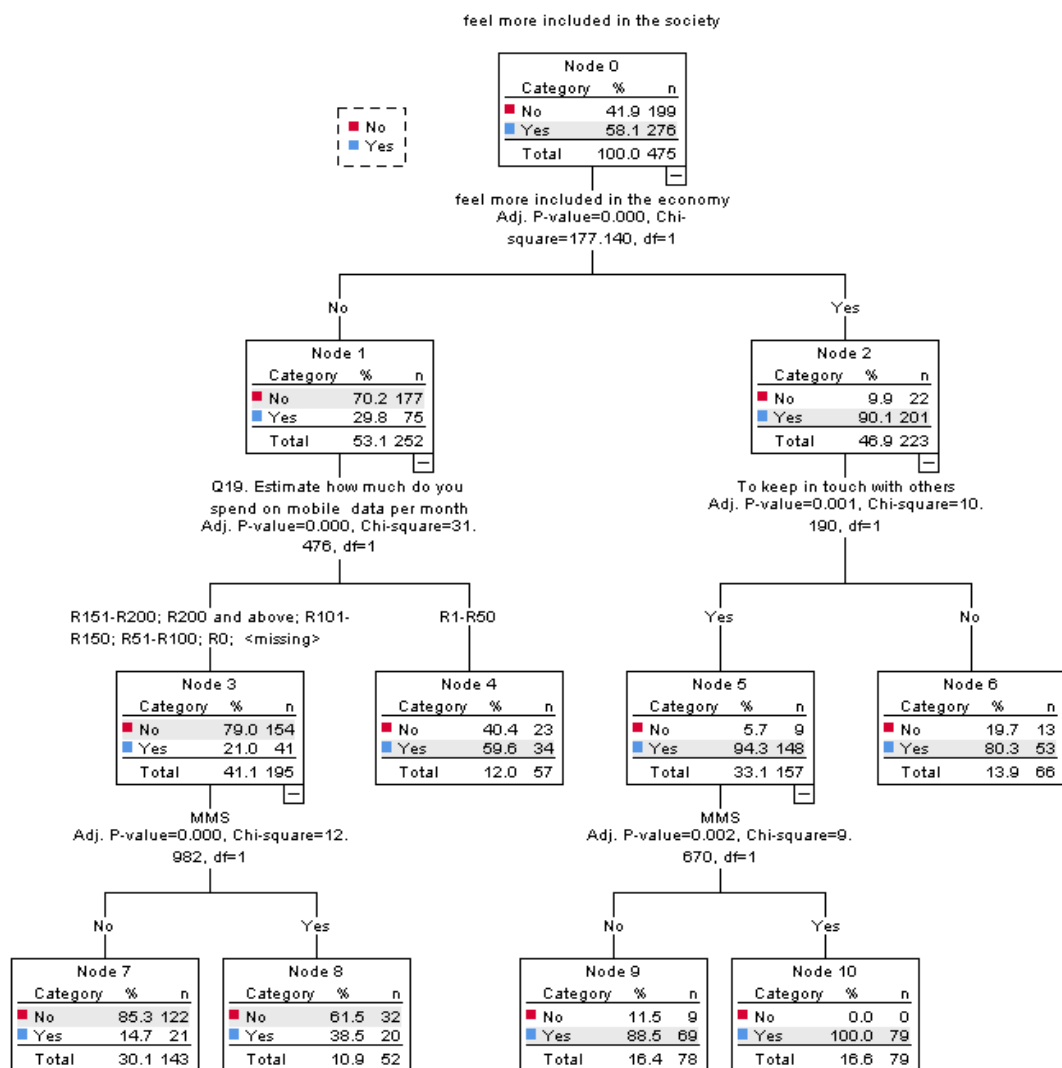 feel more included in the society
Node 0
Category % n
No 41.9 199
Yes 58.1 276
Total 100.0 475
No
Yes
feel more included in the economy
Adj. P-value=0.000, Chi-
square=177.140, df=1
No
Yes
Node 1
Category % n
No 70.2 177
Yes 29.8 75
Total 53.1 252
Node 2
Category % n
No 9.9 22
Yes 90.1 201
Total 46.9 223
Q19. Estimate how much do you
spend on mobile data per month
Adj. P-value=0.000, Chi-square=31.
476, df=1
To keep in touch with others
Adj. P-value=0.001, Chi-square=10.
190, df=1
R151-R200; R200 and above; R101-
R150; R51-R100; R0; <missing>
R1-R50
Yes
No
Node 3
Category % n
No 79.0 154
Yes 21.0 41
Total 41.1 195
Node 4
Category % n
No 40.4 23
Yes 59.6 34
Total 12.0 57
Node 5
Category % n
No 5.7 9
Yes 94.3 148
Total 33.1 157
Node 6
Category % n
No 19.7 13
Yes 80.3 53
Total 13.9 66
MMS
Adj. P-value=0.000, Chi-square=12.
982, df=1
MMS
Adj. P-value=0.002, Chi-square=9.
670, df=1
No
Yes
No
Yes
Node 7
Category % n
No 85.3 122
Yes 14.7 21
Total 30.1 143
Node 8
Category % n
No 61.5 32
Yes 38.5 20
Total 10.9 52
Node 9
Category % n
No 11.5 9
Yes 88.5 69
Total 16.4 78
Node 10
Category % n
No 0.0 0
Yes 100.0 79
Total 16.6 79